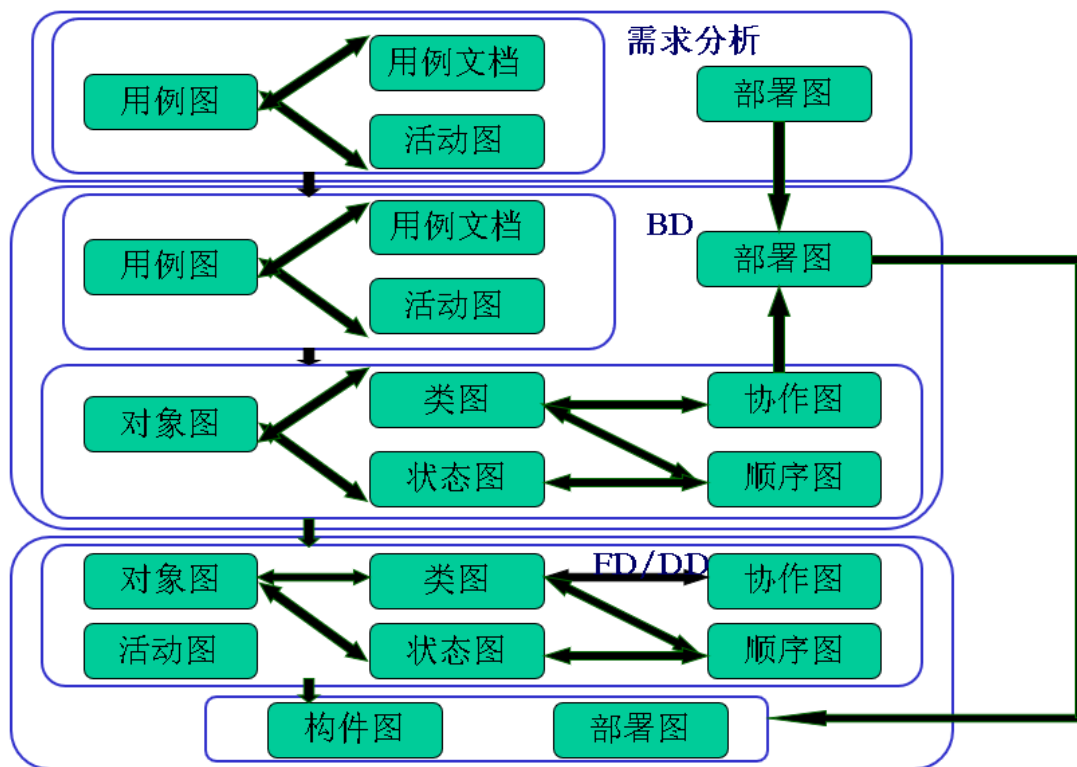 需求分析
用例图
用例文档
活动图
部署图
BD
用例图
用例文档
活动图
部署图
对象图
类图
状态图
协作图
顺序图
FD/DD
对象图
类图
协作图
活动图
状态图
顺序图
构件图
部署图